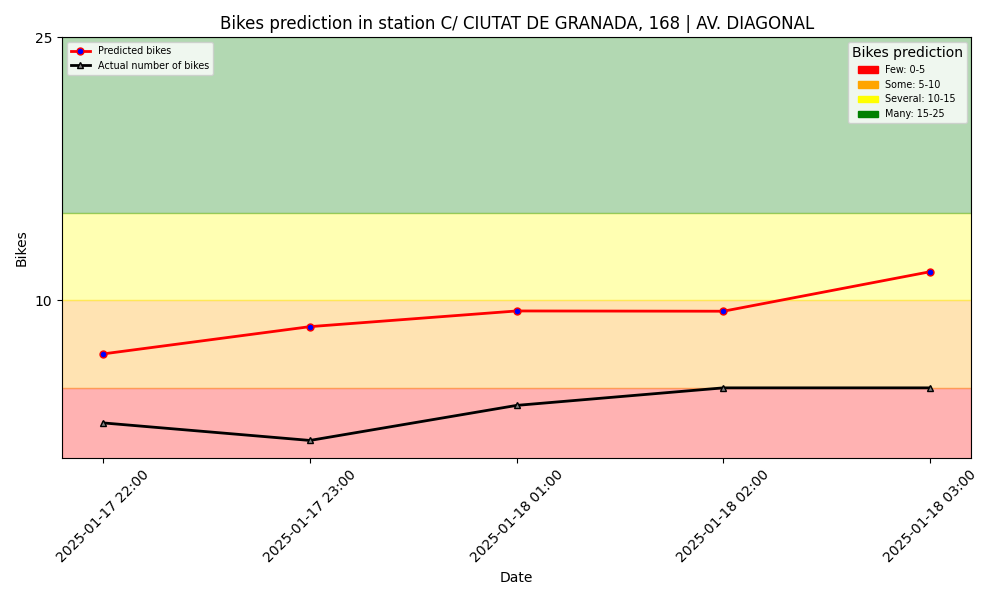 Bikes prediction in station C/ CIUTAT DE GRANADA, 168 | AV. DIAGONAL
25
10
Bikes
Predicted bikes
Actual number of bikes
Bikes prediction
Few: 0-5
Some: 5-10
Several: 10-15
Many: 15-25
2025-01-17 22:00
2025-01-17 23:00
2025-01-18 01:00
2025-01-18 02:00
2025-01-18 03:00
Date